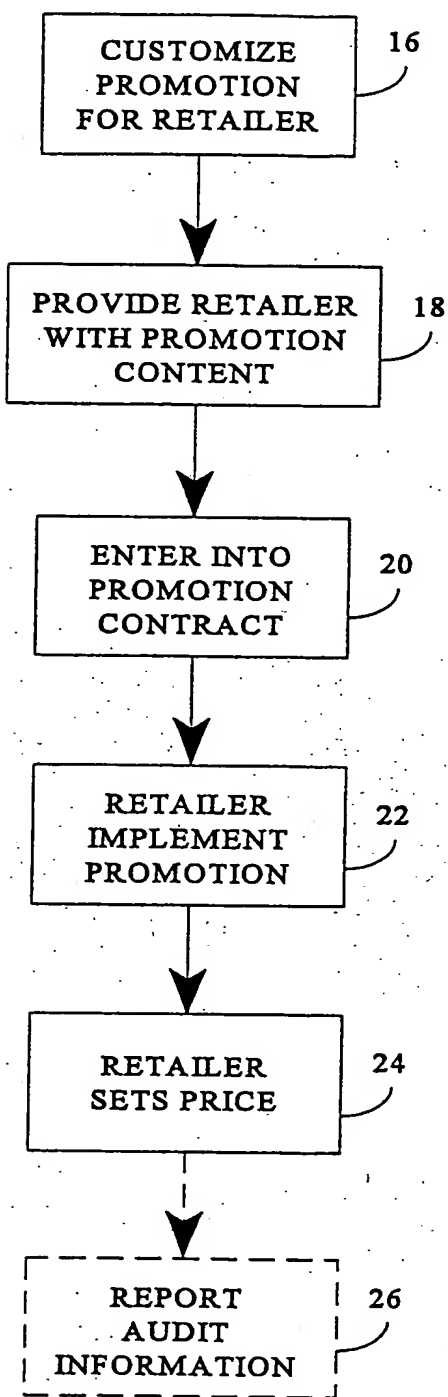 CUSTOMIZE
PROMOTION
FOR RETAILER
16
PROVIDE RETAILER
WITH PROMOTION
CONTENT
18
ENTER INTO
PROMOTION
CONTRACT
20
RETAILER
IMPLEMENT
PROMOTION
22
RETAILER
SETS PRICE
24
REPORT
AUDIT
INFORMATION
26